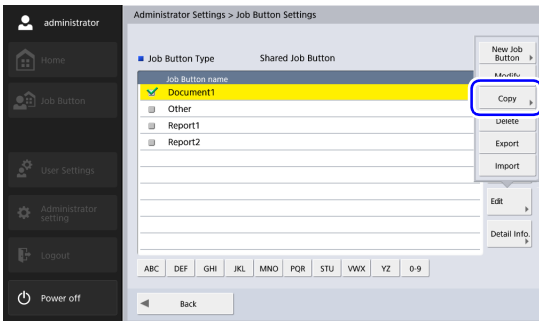 administrator
Home
Job Button
User Settings
Administrator
setting
Logout
Power off
Administrator Settings > Job Button Settings
Job Button Type Shared Job Button
Job Button name
Document1
Other
Report1
Report2
ABC DEF GHI JKL MNO PQR STU VWX YZ 0-9
Back
New Job
Button
Modify
Copy
Delete
Export
Import
Edit
Detail Info.